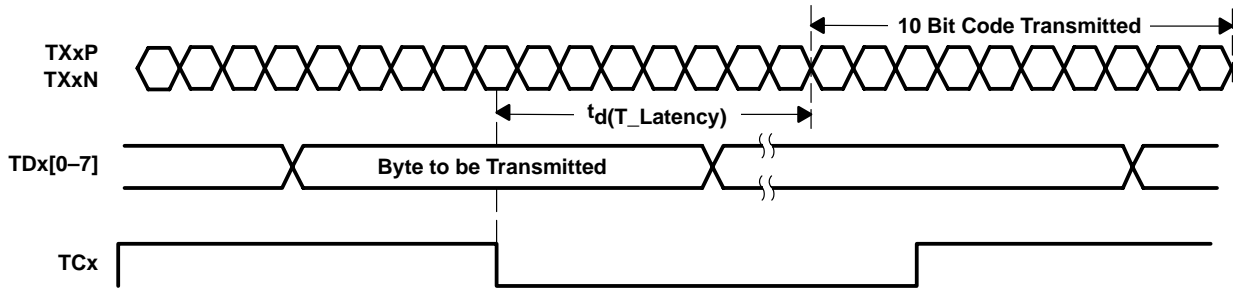 10 Bit Code Transmitted
TXxP
TXxN
td(T_Latency)
TDx[0–7]
Byte to be Transmitted
TCx